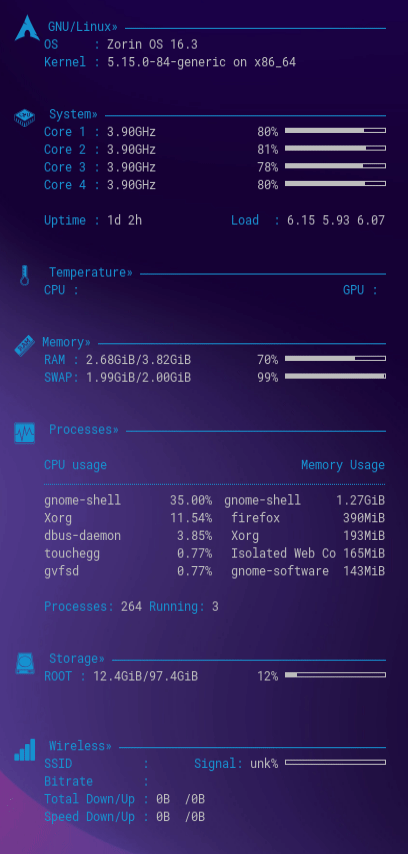 GNU/Linux»
OS : Zorin OS 16.3
Kernel : 5.15.0-84-generic on x86_64
System»
Core 1 : 3.90GHz 80%
Core 2 : 3.90GHz 81%
Core 3 : 3.90GHz 78%
Core 4 : 3.90GHz 80%
Uptime : 1d 2h Load : 6.15 5.93 6.07
Temperature»
CPU : GPU :
Memory»
RAM : 2.68GiB/3.82GiB 70%
SWAP: 1.99GiB/2.00GiB 99%
Processes»
CPU usage Memory Usage
gnome-shell 35.00% gnome-shell 1.27GiB
Xorg 11.54% firefox 390MiB
dbus-daemon 3.85% Xorg 193MiB
touchegg 0.77% Isolated Web Co 165MiB
gvfsd 0.77% gnome-software 143MiB
Processes: 264 Running: 3
Storage»
ROOT : 12.4GiB/97.4GiB 12%
Wireless»
SSID : Signal: unk%
Bitrate :
Total Down/Up : 0B /0B
Speed Down/Up : 0B /0B